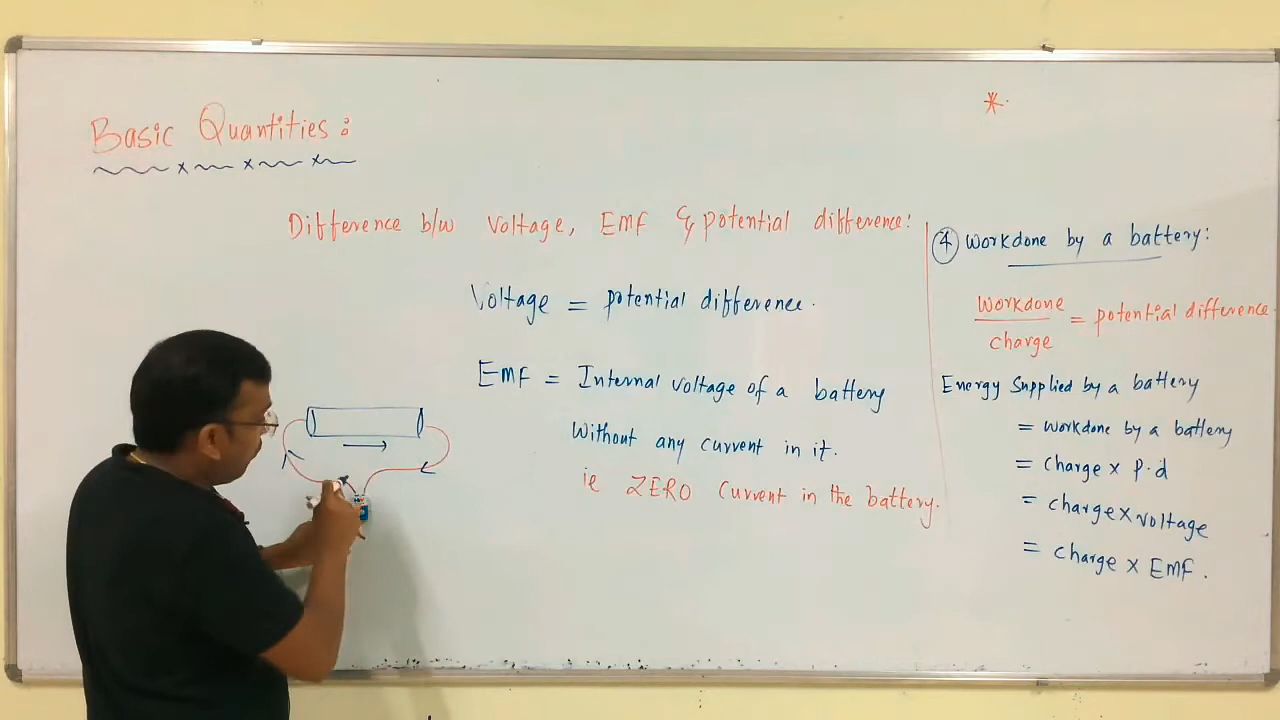 Basic Quantities:
Difference b/w Voltage, EMF & potential difference:
Voltage = potential difference.
EMF = Internal voltage of a battery
Without any current in it.
ie ZERO Current in the battery.
④ Workdone by a battery:
Workdone
charge
= potential difference.
Energy Supplied by a battery
= workdone by a battery
= charge × P.d
= charge × voltage
= charge × EMF.